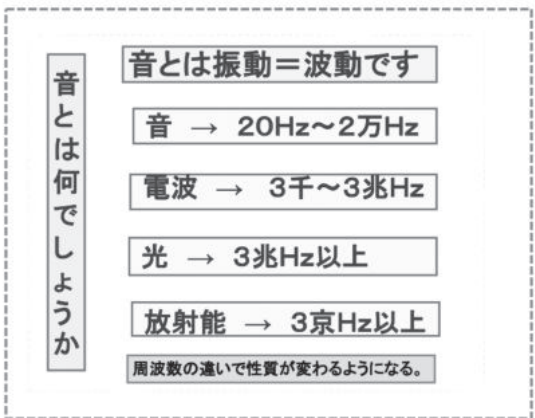 音とは何でしょうか
音とは振動＝波動です
音 → 20Hz～2万Hz
電波 → 3千～3兆Hz
光 → 3兆Hz以上
放射能 → 3京Hz以上
周波数の違いで性質が変わるようになる。